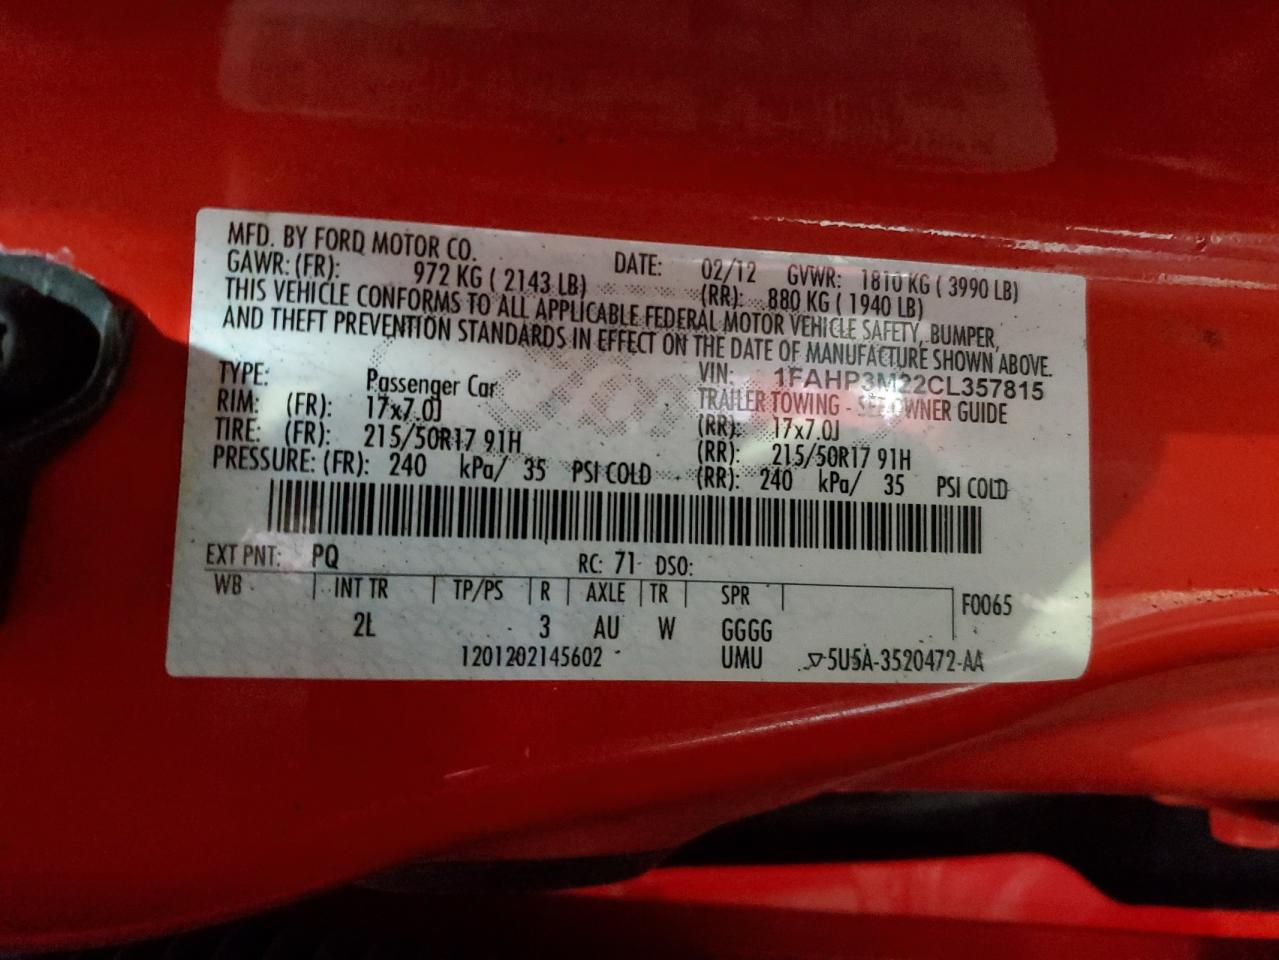 MFD. BY FORD MOTOR CO. DATE: 02/12 GVWR: 1810 KG ( 3990 LB)
GAWR: (FR): 972 KG ( 2143 LB) (RR): 880 KG ( 1940 LB)
THIS VEHICLE CONFORMS TO ALL APPLICABLE FEDERAL MOTOR VEHICLE SAFETY, BUMPER,
AND THEFT PREVENTION STANDARDS IN EFFECT ON THE DATE OF MANUFACTURE SHOWN ABOVE.
VIN: 1FAHP3M22CL357815
TYPE: Passenger Car TRAILER TOWING - SEE OWNER GUIDE
RIM: (FR): 17x7.0J (RR): 17x7.0J
TIRE: (FR): 215/50R17 91H (RR): 215/50R17 91H
PRESSURE: (FR): 240 kPa/ 35 PSI COLD (RR): 240 kPa/ 35 PSI COLD
EXT PNT: PQ RC: 71 DSO:
WB INT TR TP/PS R AXLE TR SPR F0065
2L 3 AU W GGGG
1201202145602 UMU 5U5A-3520472-AA